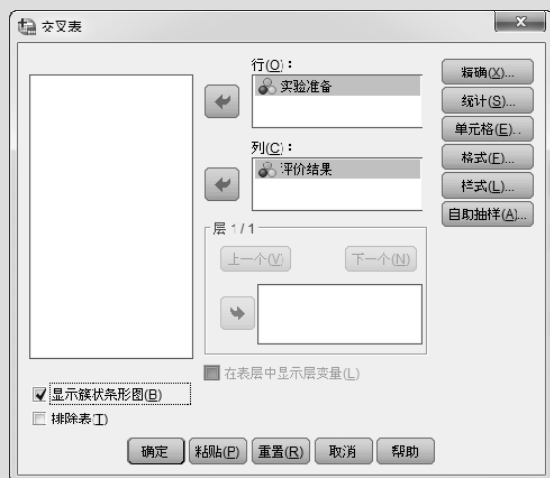 交叉表
行(O)：
实验准备
列(C)：
评价结果
层 1 / 1
上一个(V)
下一个(N)
在表层中显示层变量(L)
显示簇状条形图(B)
排除表(T)
精确(X)...
统计(S)...
单元格(E)..
格式(F)...
栏式(L)...
自助抽样(A)...
确定
粘贴(P)
重置(R)
取消
帮助